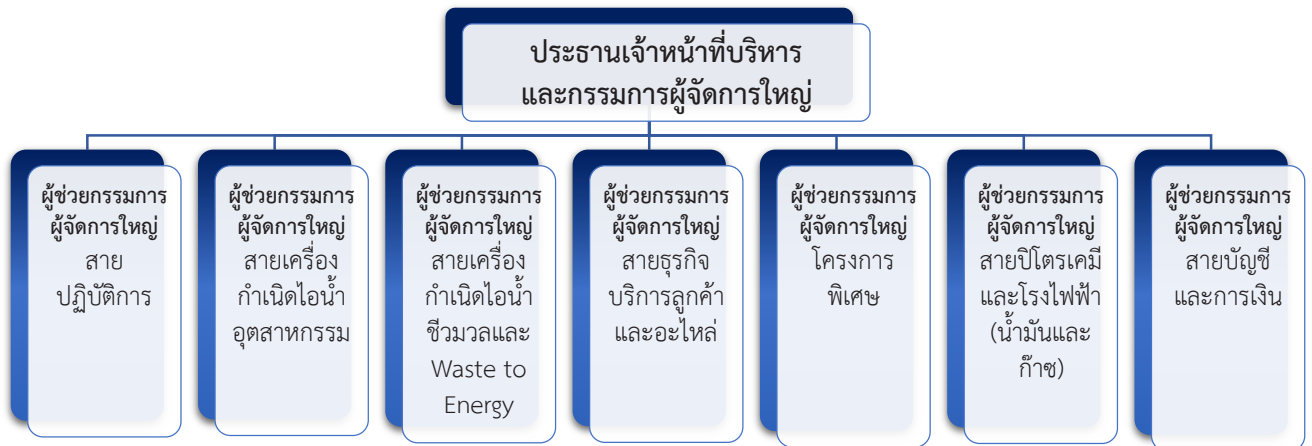 ประธานเจ้าหน้าที่บริหาร
และกรรมการผู้จัดการใหญ่
ผู้ช่วยกรรมการ
ผู้จัดการใหญ่
สาย
ปฏิบัติการ
ผู้ช่วยกรรมการ
ผู้จัดการใหญ่
สายเครื่อง
กำเนิดไอน้ำ
อุตสาหกรรม
ผู้ช่วยกรรมการ
ผู้จัดการใหญ่
สายเครื่อง
กำเนิดไอน้ำ
ชีวมวลและ
Waste to
Energy
ผู้ช่วยกรรมการ
ผู้จัดการใหญ่
สายธุรกิจ
บริการลูกค้า
และอะไหล่
ผู้ช่วยกรรมการ
ผู้จัดการใหญ่
โครงการ
พิเศษ
ผู้ช่วยกรรมการ
ผู้จัดการใหญ่
สายปิโตรเคมี
และโรงไฟฟ้า
(น้ำมันและ
ก๊าซ)
ผู้ช่วยกรรมการ
ผู้จัดการใหญ่
สายบัญชี
และการเงิน